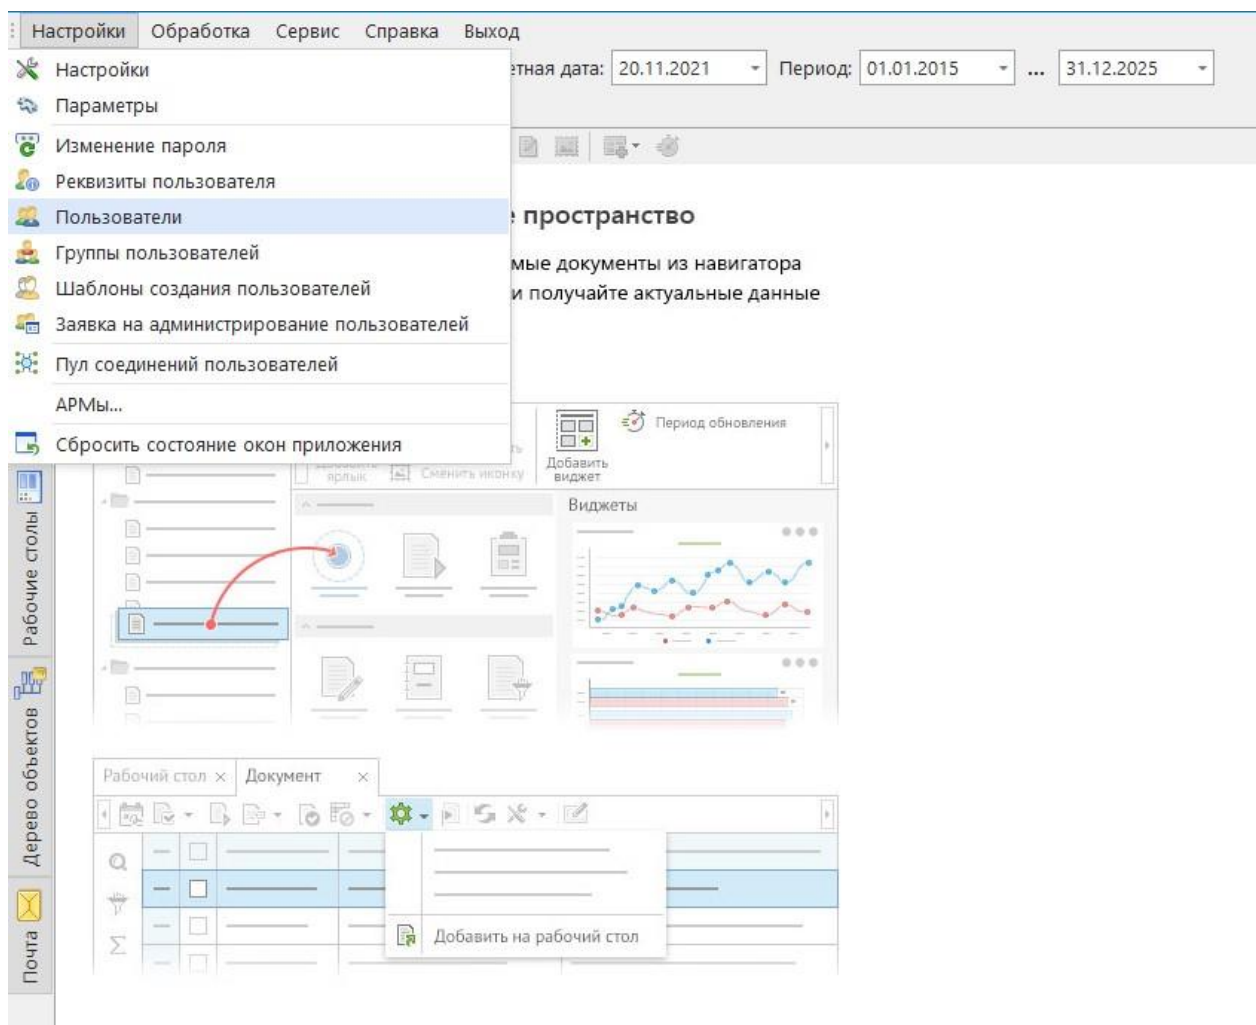 Настройки Обработка Сервис Справка Выход
Настройки
етная дата: 20.11.2021 Период: 01.01.2015 ... 31.12.2025
Параметры
Изменение пароля
Реквизиты пользователя
Пользователи
пространство
Группы пользователей
мые документы из навигатора
Шаблоны создания пользователей
и получайте актуальные данные
Заявка на администрирование пользователей
Пул соединений пользователей
АРМы...
Сбросить состояние окон приложения
Период обновления
Добавить
виджет
ярлык Сменить иконку
Виджеты
Рабочие столы
Дерево объектов
Почта
Рабочий стол Документ
Добавить на рабочий стол